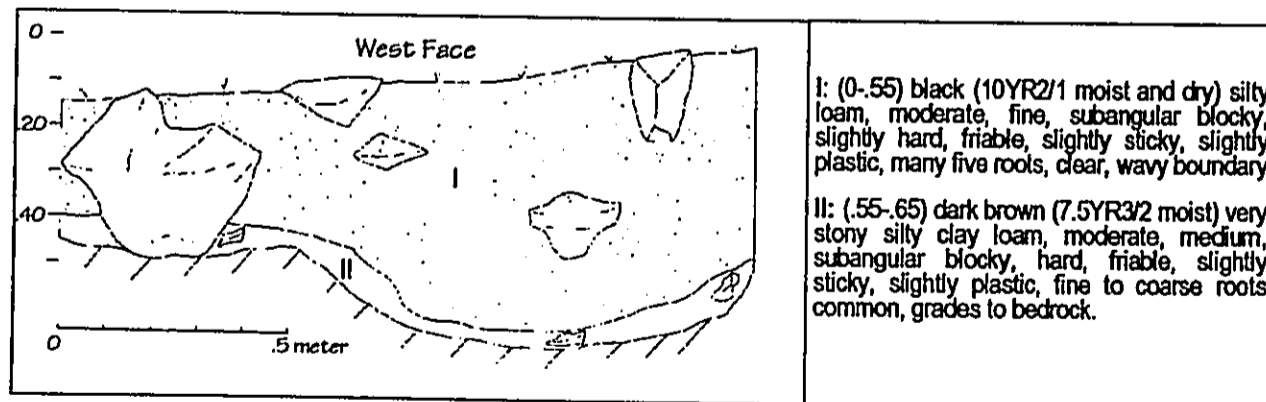 0
West Face
.20
I
.40
II
0
.5 meter
I: (0-.55) black (10YR2/1 moist and dry) silty
loam, moderate, fine, subangular blocky,
slightly hard, friable, slightly sticky, slightly
plastic, many five roots, clear, wavy boundary
II: (.55-.65) dark brown (7.5YR3/2 moist) very
stony silty clay loam, moderate, medium,
subangular blocky, hard, friable, slightly
sticky, slightly plastic, fine to coarse roots
common, grades to bedrock.